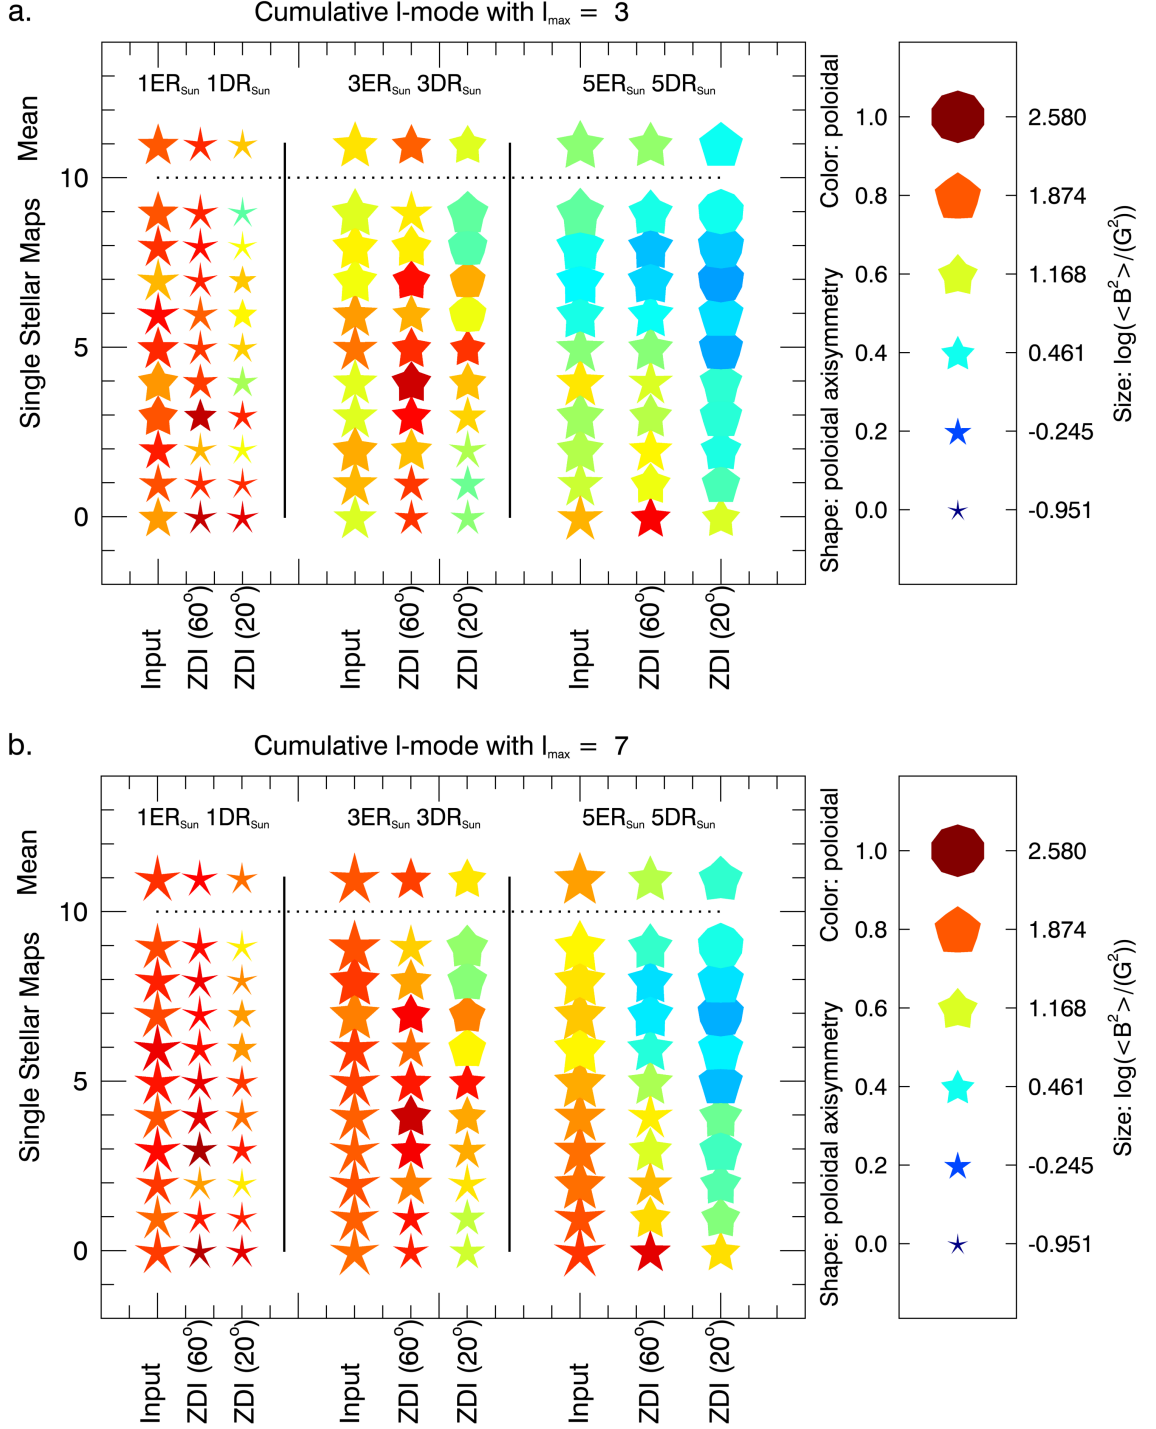 a.
Cumulative l-mode with lmax = 3
1ERSun 1DRSun 3ERSun 3DRSun 5ERSun 5DRSun
Mean
Single Stellar Maps
10
5
0
Input
ZDI (60°)
ZDI (20°)
Input
ZDI (60°)
ZDI (20°)
Input
ZDI (60°)
ZDI (20°)
Color: poloidal
Shape: poloidal axisymmetry
1.0 2.580
0.8 1.874
0.6 1.168
0.4 0.461
0.2 -0.245
0.0 -0.951
Size: log(<B²>/(G²))
b.
Cumulative l-mode with lmax = 7
1ERSun 1DRSun 3ERSun 3DRSun 5ERSun 5DRSun
Mean
Single Stellar Maps
10
5
0
Input
ZDI (60°)
ZDI (20°)
Input
ZDI (60°)
ZDI (20°)
Input
ZDI (60°)
ZDI (20°)
Color: poloidal
Shape: poloidal axisymmetry
1.0 2.580
0.8 1.874
0.6 1.168
0.4 0.461
0.2 -0.245
0.0 -0.951
Size: log(<B²>/(G²))